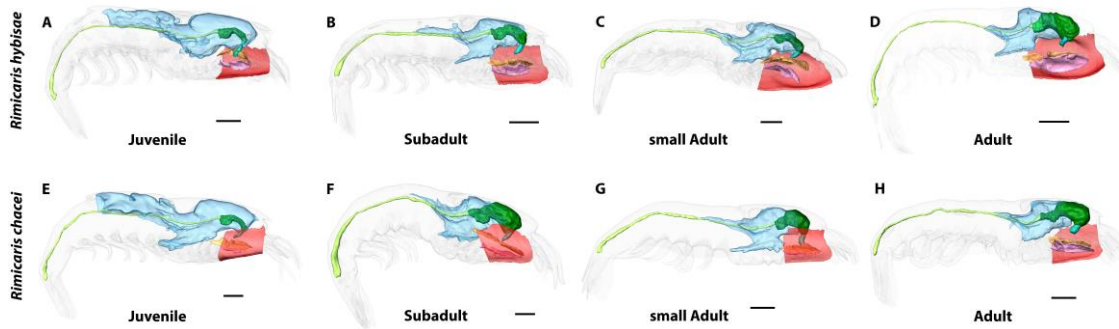 Rimicaris hybisae
A
B
C
D
Juvenile
Subadult
small Adult
Adult
Rimicaris chacei
E
F
G
H
Juvenile
Subadult
small Adult
Adult